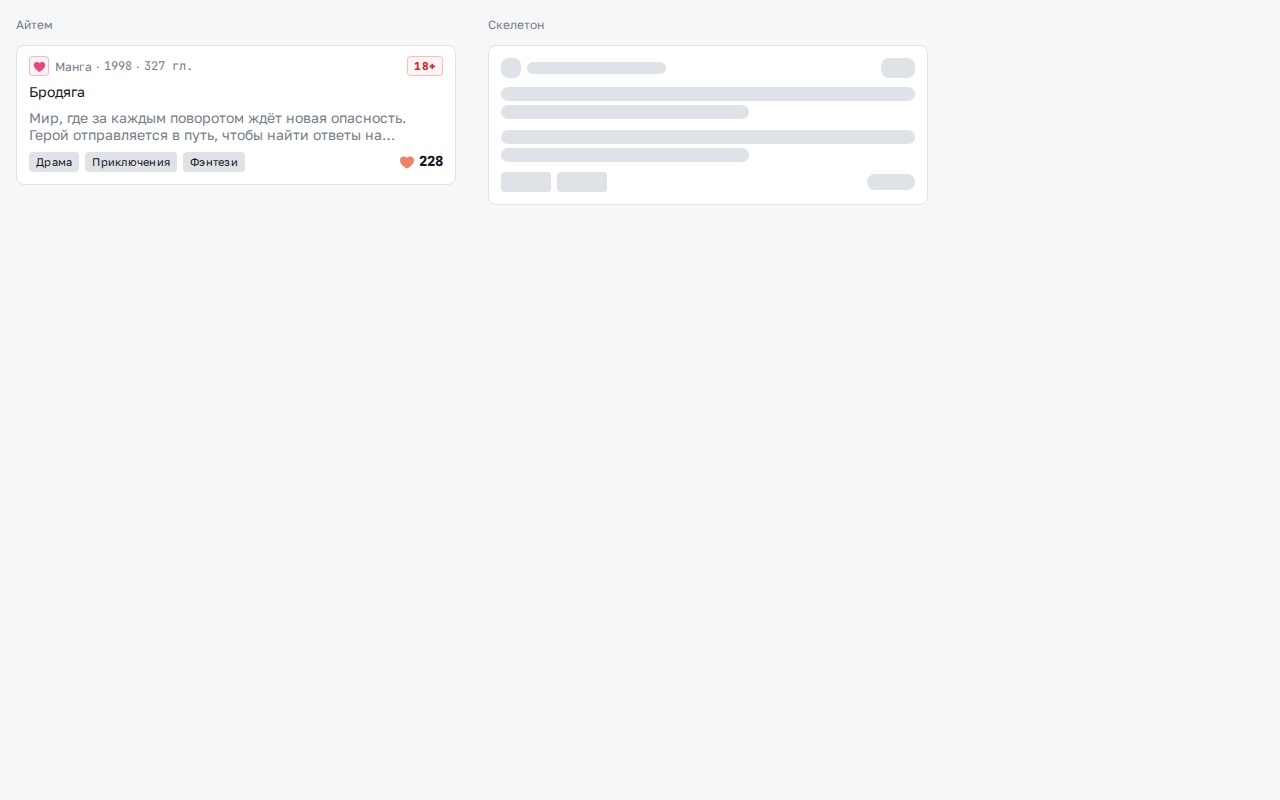 Айтем
Скелетон
Манга · 1998 · 327 гл.
18+
Бродяга
Мир, где за каждым поворотом ждёт новая опасность.
Герой отправляется в путь, чтобы найти ответы на…
Драма Приключения Фэнтези
228